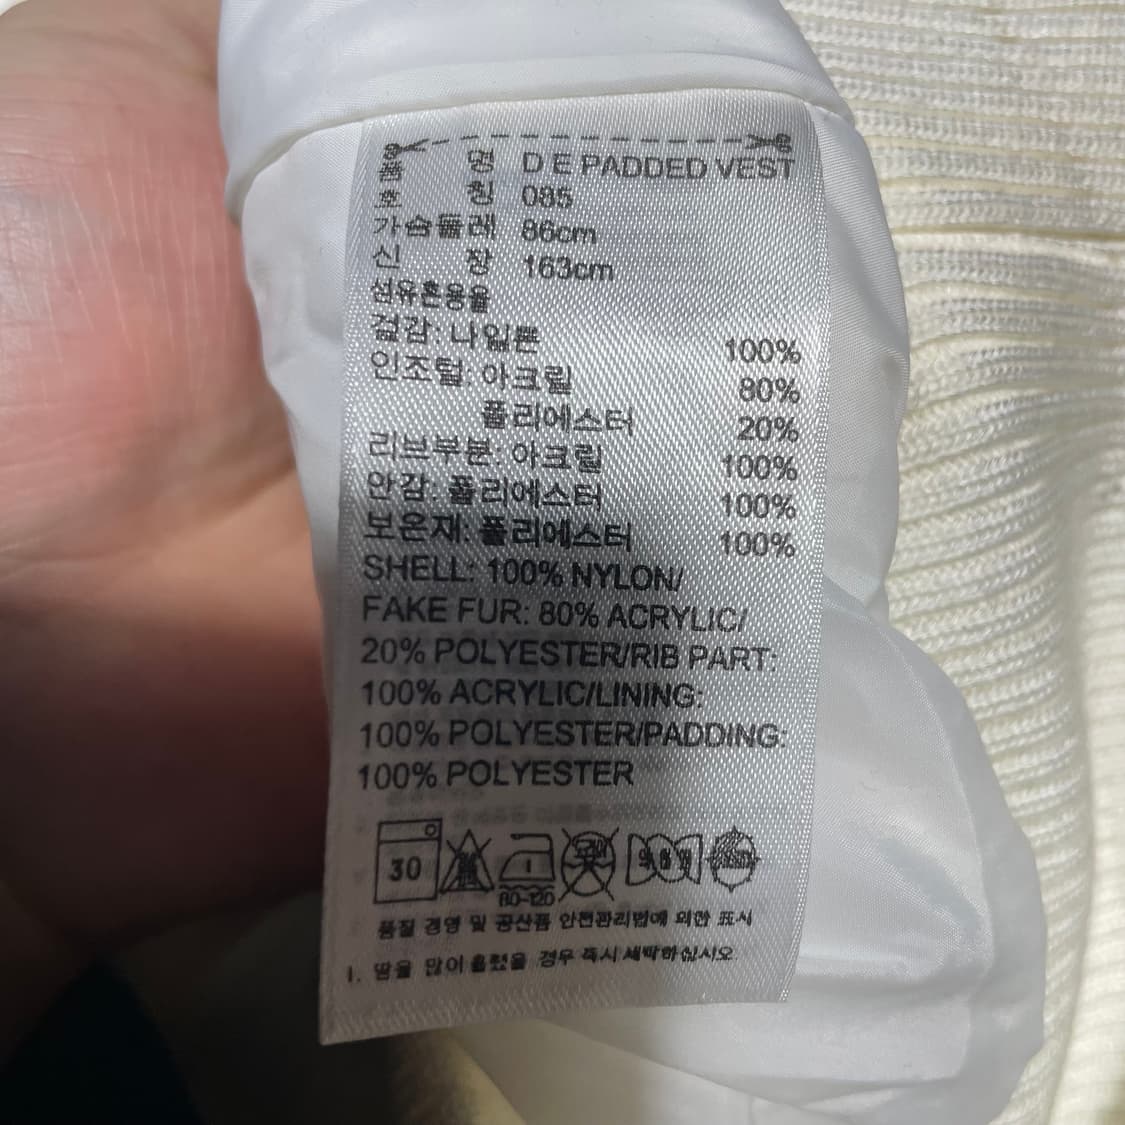 품 명 D E PADDED VEST
호 칭 085
가슴둘레 86cm
신 장 163cm
섬유혼용율
겉감: 나일론 100%
인조털: 아크릴 80%
폴리에스터 20%
리브부분: 아크릴 100%
안감: 폴리에스터 100%
보온재: 폴리에스터 100%
SHELL: 100% NYLON/
FAKE FUR: 80% ACRYLIC/
20% POLYESTER/RIB PART:
100% ACRYLIC/LINING:
100% POLYESTER/PADDING:
100% POLYESTER
30
80-120
품질 경영 및 공산품 안전관리법에 의한 표시
1. 땀을 많이 흘렸을 경우 즉시 세탁하십시오